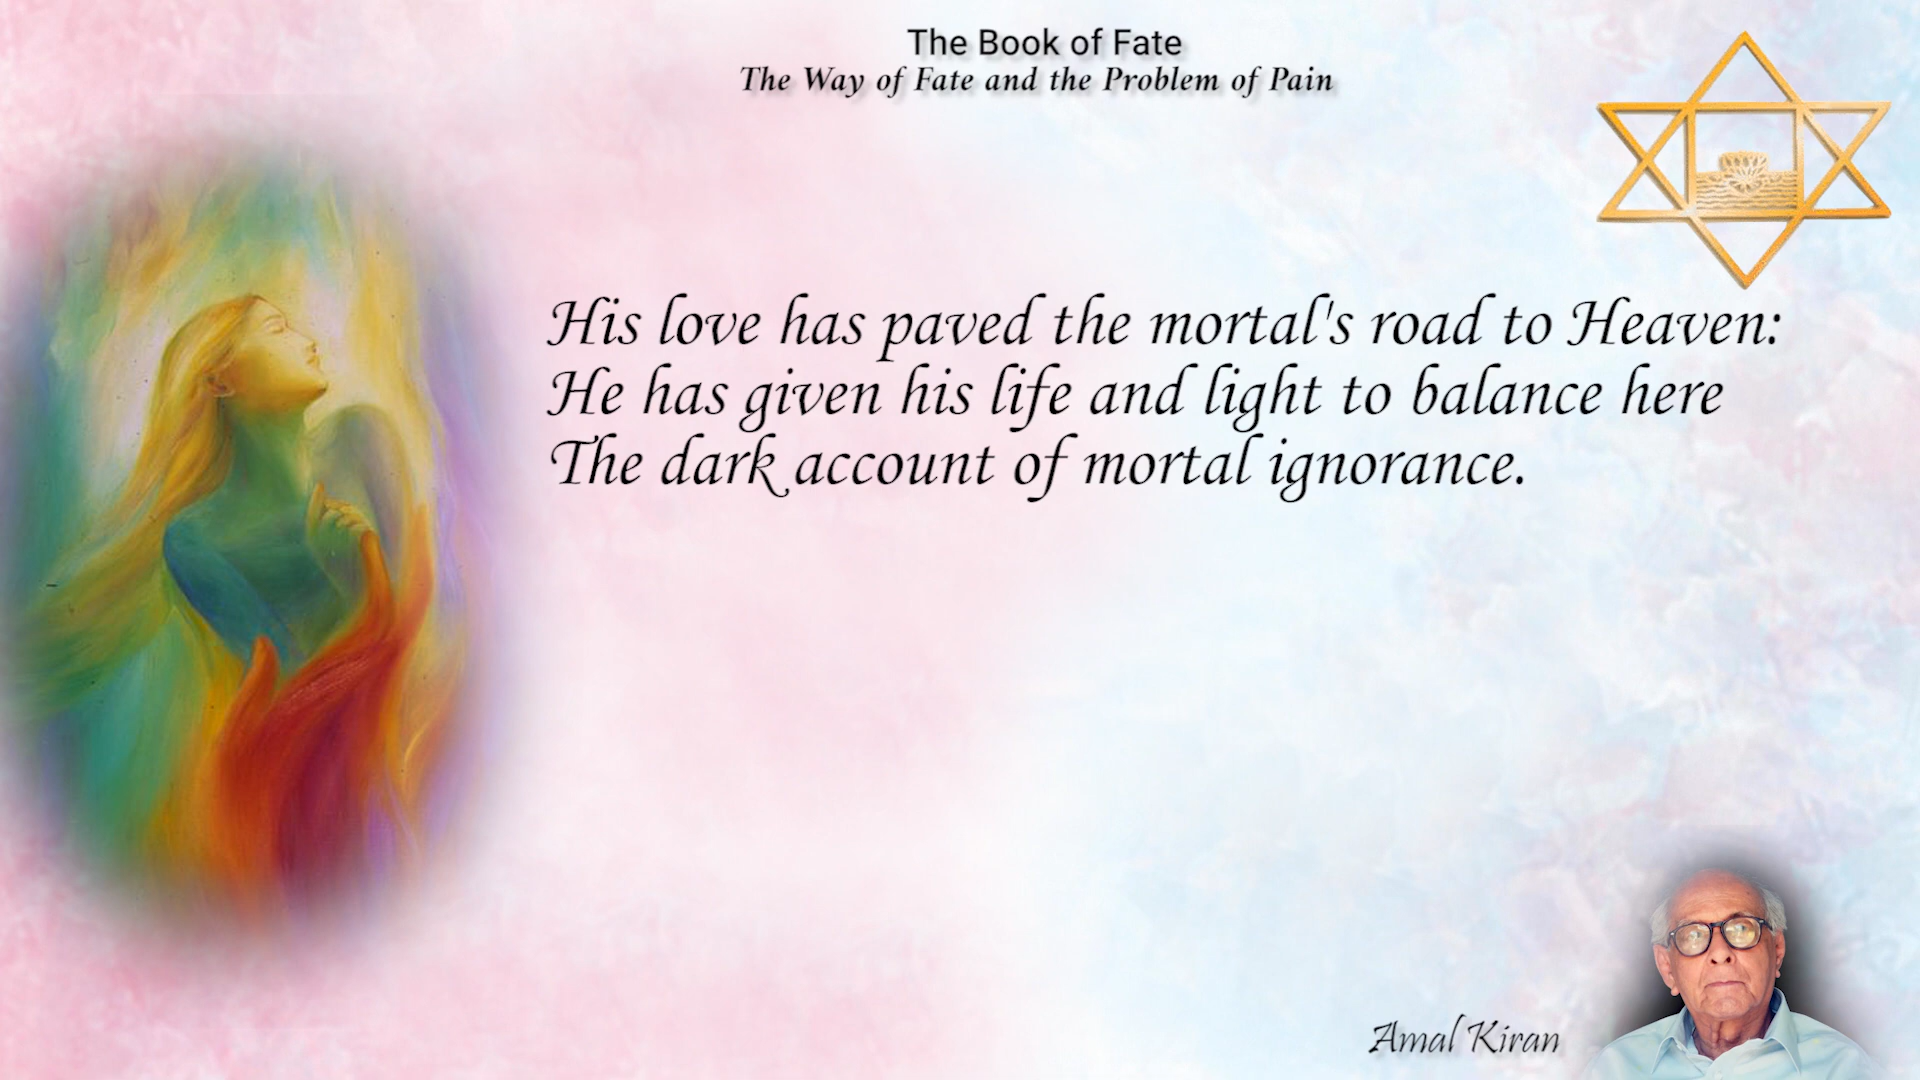 The Book of Fate
The Way of Fate and the Problem of Pain
His love has paved the mortal's road to Heaven:
He has given his life and light to balance here
The dark account of mortal ignorance.
Amal Kiran